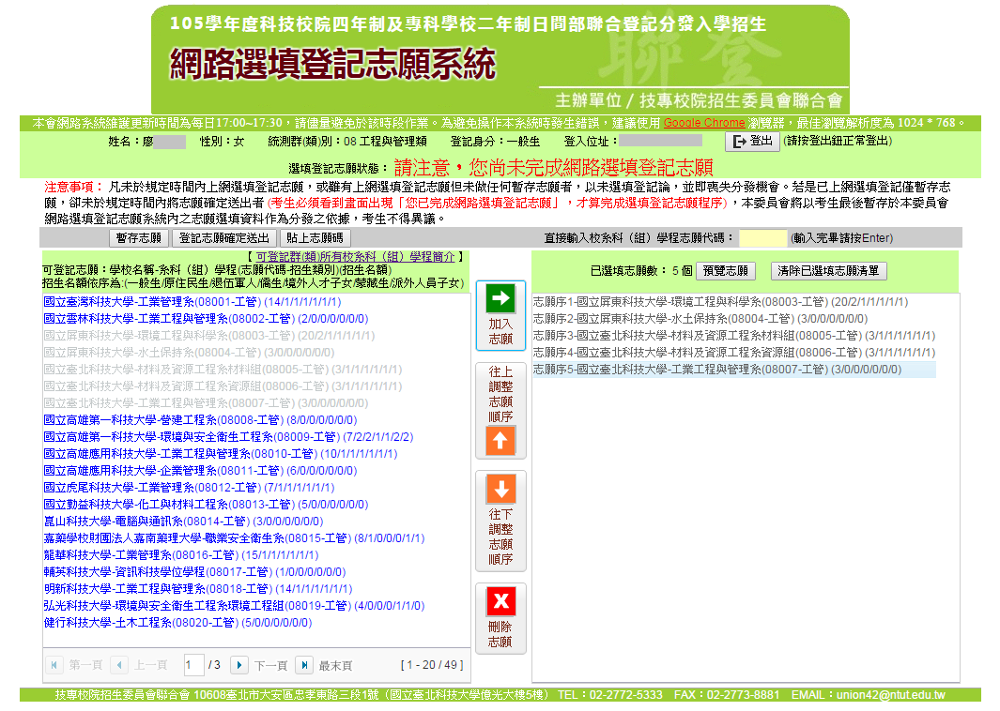 105學年度科技校院四年制及專科學校二年制日間部聯合登記分發入學招生
網路選填登記志願系統
聯登
主辦單位 / 技專校院招生委員會聯合會
本會網路系統維護更新時間為每日17:00~17:30，請儘量避免於該時段作業。為避免操作本系統時發生錯誤，建議使用 Google Chrome 瀏覽器，最佳瀏覽解析度為 1024 * 768。
姓名：廖 性別：女 統測群(類)別：08 工程與管理類 登記身分：一般生 登入位址： 登出 (請按登出鈕正常登出)
選填登記志願狀態： 請注意，您尚未完成網路選填登記志願
注意事項： 凡未於規定時間內上網選填登記志願，或雖有上網選填登記志願但未做任何暫存志願者，以未選填登記論，並即喪失分發機會。若是已上網選填登記僅暫存志
願，卻未於規定時間內將志願確定送出者 (考生必須看到畫面出現「您已完成網路選填登記志願」，才算完成選填登記志願程序)，本委員會將以考生最後暫存於本委員會
網路選填登記志願系統內之志願選填資料作為分發之依據，考生不得異議。
暫存志願 登記志願確定送出 貼上志願碼 直接輸入校系科（組）學程志願代碼： (輸入完畢請按Enter)
【 可登記群(類)所有校系科（組）學程簡介 】
可登記志願：學校名稱-系科（組）學程(志願代碼-招生類別)(招生名額)
招生名額依序為:(一般生/原住民生/退伍軍人/僑生/境外人才子女/蒙藏生/派外人員子女)
國立臺灣科技大學-工業管理系(08001-工管) (14/1/1/1/1/1/1)
國立雲林科技大學-工業工程與管理系(08002-工管) (2/0/0/0/0/0/0)
國立屏東科技大學-環境工程與科學系(08003-工管) (20/2/1/1/1/1/1)
國立屏東科技大學-水土保持系(08004-工管) (3/0/0/0/0/0/0)
國立臺北科技大學-材料及資源工程系材料組(08005-工管) (3/1/1/1/1/1/1)
國立臺北科技大學-材料及資源工程系資源組(08006-工管) (3/1/1/1/1/1/1)
國立臺北科技大學-工業工程與管理系(08007-工管) (3/0/0/0/0/0/0)
國立高雄第一科技大學-營建工程系(08008-工管) (8/0/0/0/0/0/0)
國立高雄第一科技大學-環境與安全衛生工程系(08009-工管) (7/2/2/1/1/2/2)
國立高雄應用科技大學-工業工程與管理系(08010-工管) (10/1/1/1/1/1/1)
國立高雄應用科技大學-企業管理系(08011-工管) (6/0/0/0/0/0/0)
國立虎尾科技大學-工業管理系(08012-工管) (7/1/1/1/1/1/1)
國立勤益科技大學-化工與材料工程系(08013-工管) (5/0/0/0/0/0/0)
崑山科技大學-電腦與通訊系(08014-工管) (3/0/0/0/0/0/0)
嘉藥學校財團法人嘉南藥理大學-職業安全衛生系(08015-工管) (8/1/0/0/0/1/1)
龍華科技大學-工業管理系(08016-工管) (15/1/1/1/1/1/1)
輔英科技大學-資訊科技學位學程(08017-工管) (1/0/0/0/0/0/0)
明新科技大學-工業工程與管理系(08018-工管) (14/1/1/1/1/1/1)
弘光科技大學-環境與安全衛生工程系環境工程組(08019-工管) (4/0/0/0/1/1/0)
健行科技大學-土木工程系(08020-工管) (5/0/0/0/0/0/0)
第一頁 上一頁 1 / 3 下一頁 最末頁 [ 1 - 20 / 49 ]
加入
志願
往上
調整
志願
順序
往下
調整
志願
順序
X
刪除
志願
已選填志願數： 5 個 預覽志願 清除已選填志願清單
志願序1-國立屏東科技大學-環境工程與科學系(08003-工管) (20/2/1/1/1/1/1)
志願序2-國立屏東科技大學-水土保持系(08004-工管) (3/0/0/0/0/0/0)
志願序3-國立臺北科技大學-材料及資源工程系材料組(08005-工管) (3/1/1/1/1/1/1)
志願序4-國立臺北科技大學-材料及資源工程系資源組(08006-工管) (3/1/1/1/1/1/1)
志願序5-國立臺北科技大學-工業工程與管理系(08007-工管) (3/0/0/0/0/0/0)
技專校院招生委員會聯合會 10608臺北市大安區忠孝東路三段1號（國立臺北科技大學億光大樓5樓） TEL：02-2772-5333 FAX：02-2773-8881 EMAIL：union42@ntut.edu.tw